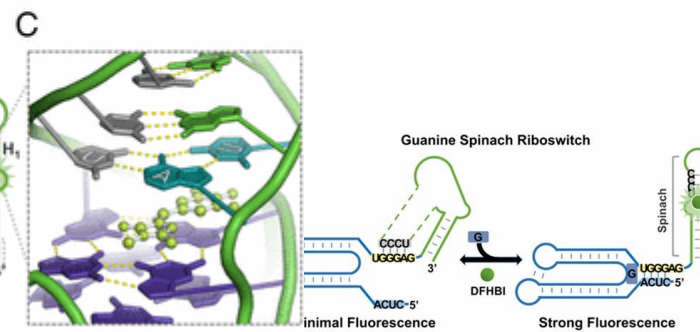 C
H1
Guanine Spinach Riboswitch
CCCU
UGGGAG
3'
G
DFHBI
G
UGGGAG
ACUC-5'
ACUC-5'
Spinach
inimal Fluorescence
Strong Fluorescence